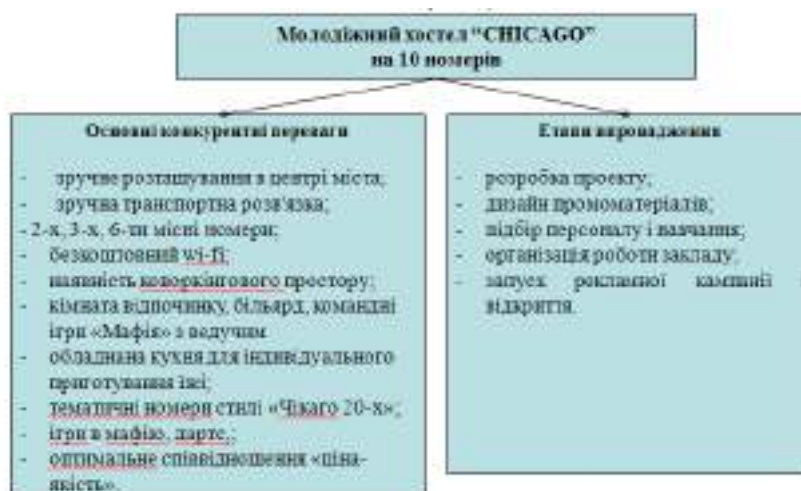 Молодіжний хостел “CHICAGO”
на 10 номерів
Основні конкурентні переваги
- зручне розташування в центрі міста;
- зручна транспортна розв'язка;
- 2-х, 3-х, 6-ти місні номери;
- безкоштовний wi-fi;
- наявність коворкінгового простору;
- кімната відпочинку, більярд, командні
ігри «Мафія» з ведучим
- обладнана кухня для індивідуального
приготування їжі;
- тематичні номери стилі «Чікаго 20-х»;
- ігри в мафію, дартс,;
- оптимальне співвідношення «ціна-
якість».
Етапи впровадження
- розробка проекту;
- дизайн промоматеріалів;
- підбір персоналу і навчання;
- організація роботи закладу;
- запуск рекламної кампанії
відкриття.